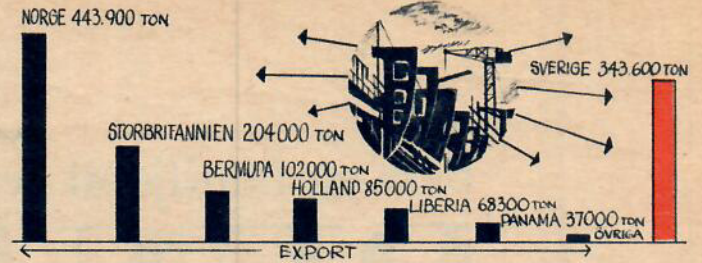 NORGE 443.900 TON
SVERIGE 343.600 TON
STORBRITANNIEN 204000 TON
BERMUDA 102000 TON
HOLLAND 85000 TON
LIBERIA 68300 TON
PANAMA 37000 TON
ÖVRIGA
EXPORT